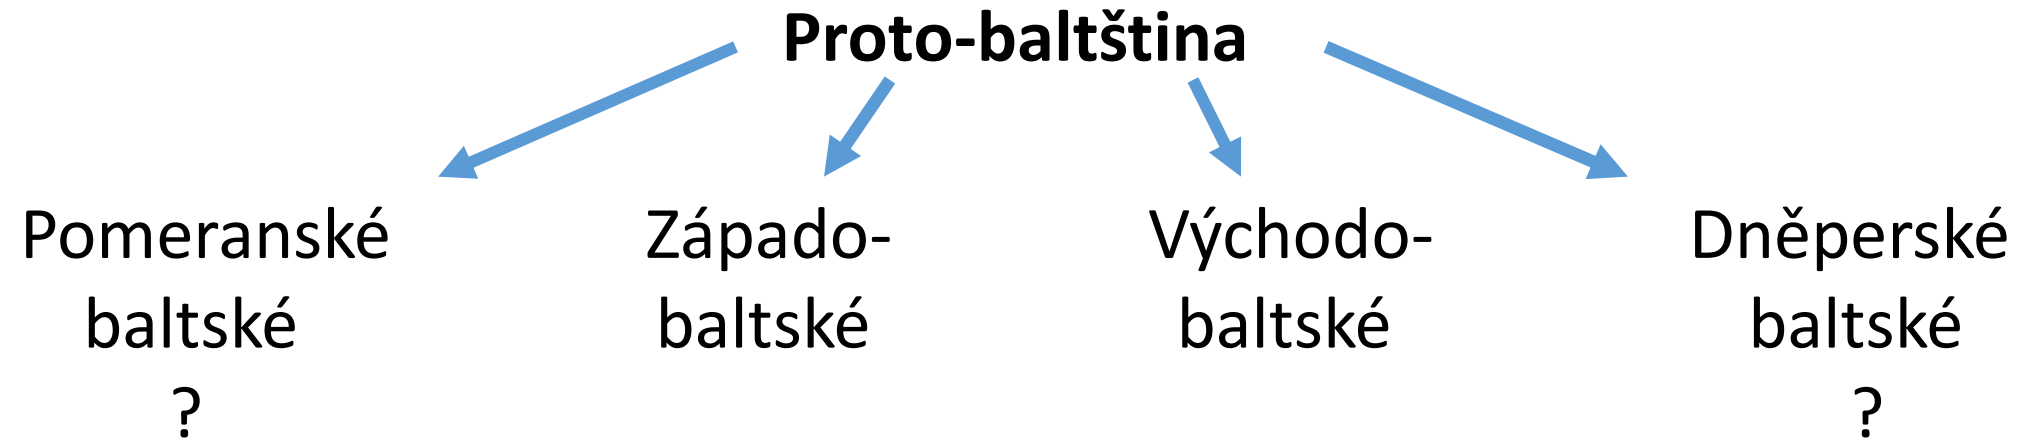 Proto-baltština
Pomeranské
baltské
?
Západo-
baltské
Východo-
baltské
Dněperské
baltské
?